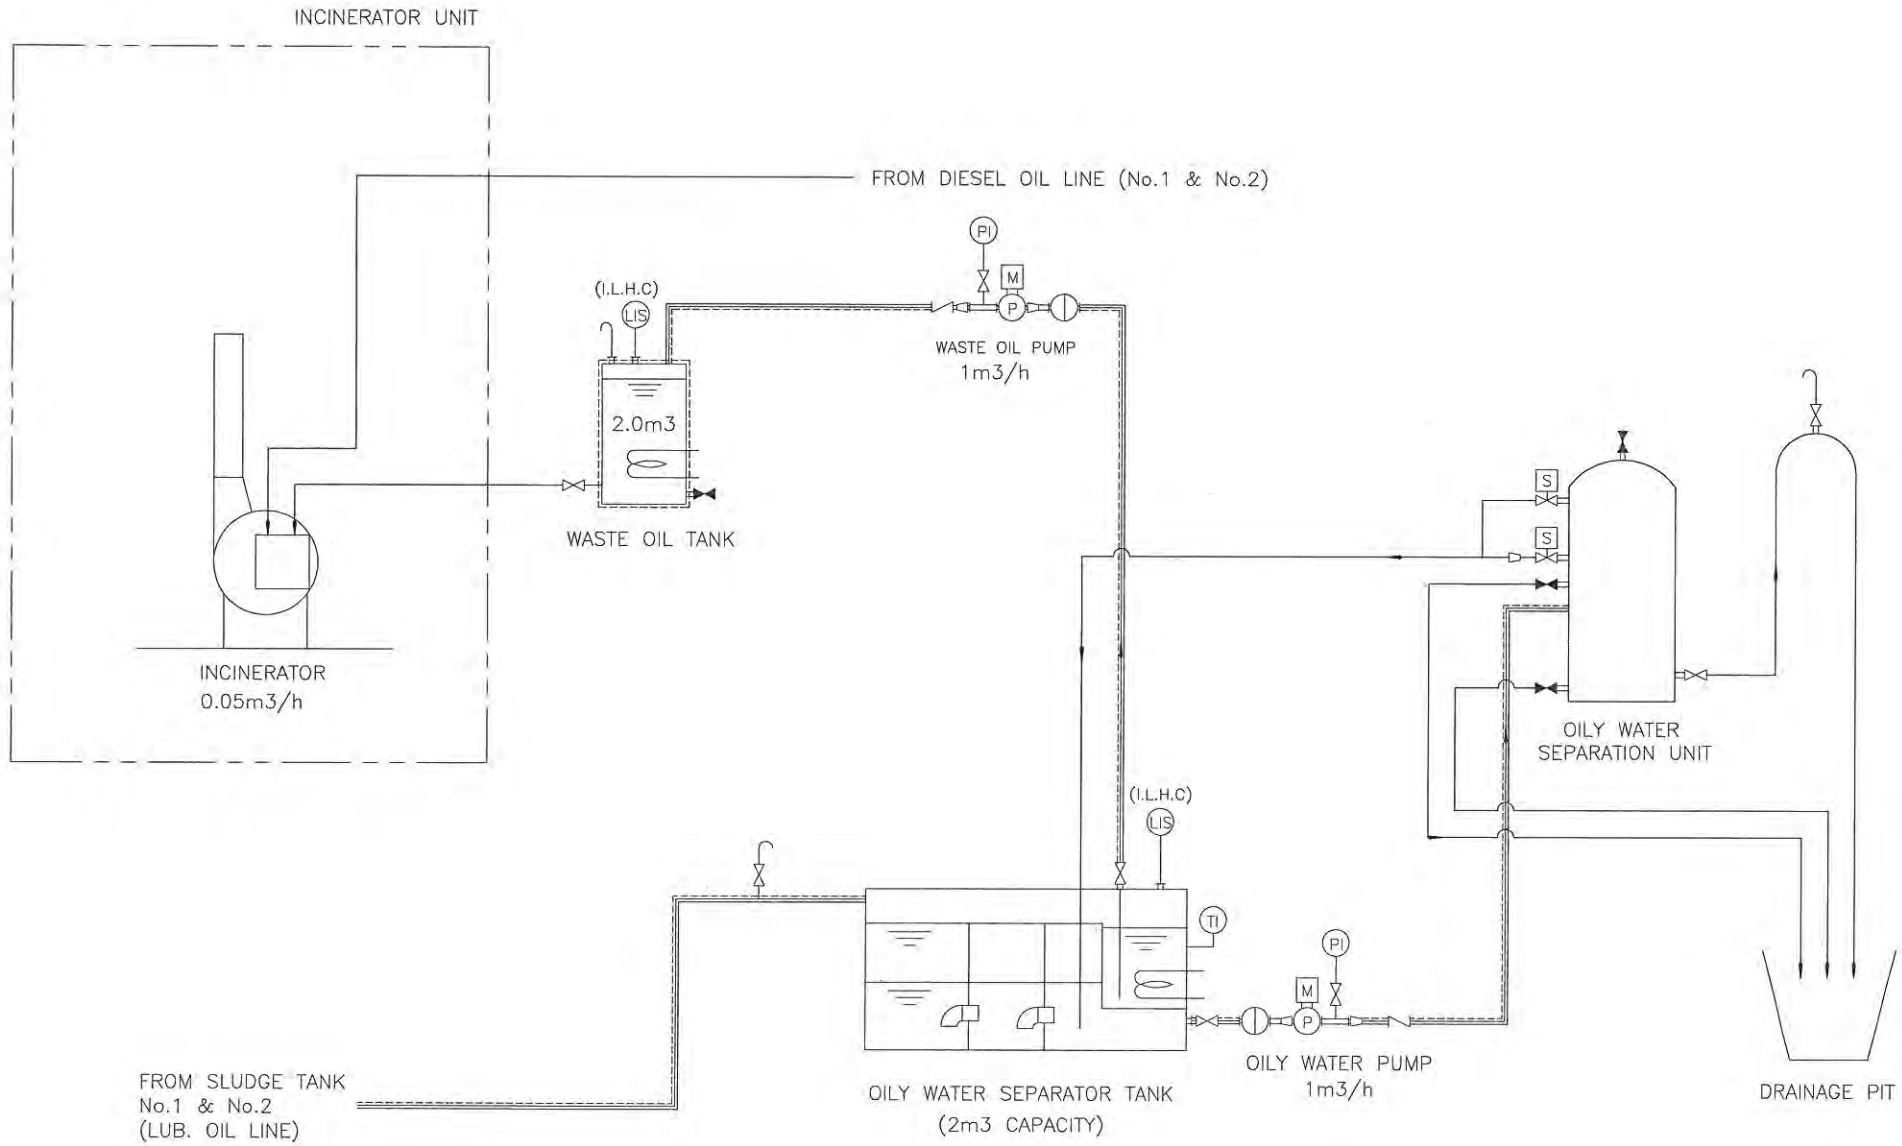 INCINERATOR UNIT
FROM DIESEL OIL LINE (No.1 & No.2)
PI
M
P
WASTE OIL PUMP
1m3/h
(I.L.H.C)
LIS
2.0m3
WASTE OIL TANK
INCINERATOR
0.05m3/h
S
S
OILY WATER
SEPARATION UNIT
(I.L.H.C)
LIS
TI
PI
M
P
OILY WATER PUMP
1m3/h
OILY WATER SEPARATOR TANK
(2m3 CAPACITY)
FROM SLUDGE TANK
No.1 & No.2
(LUB. OIL LINE)
DRAINAGE PIT